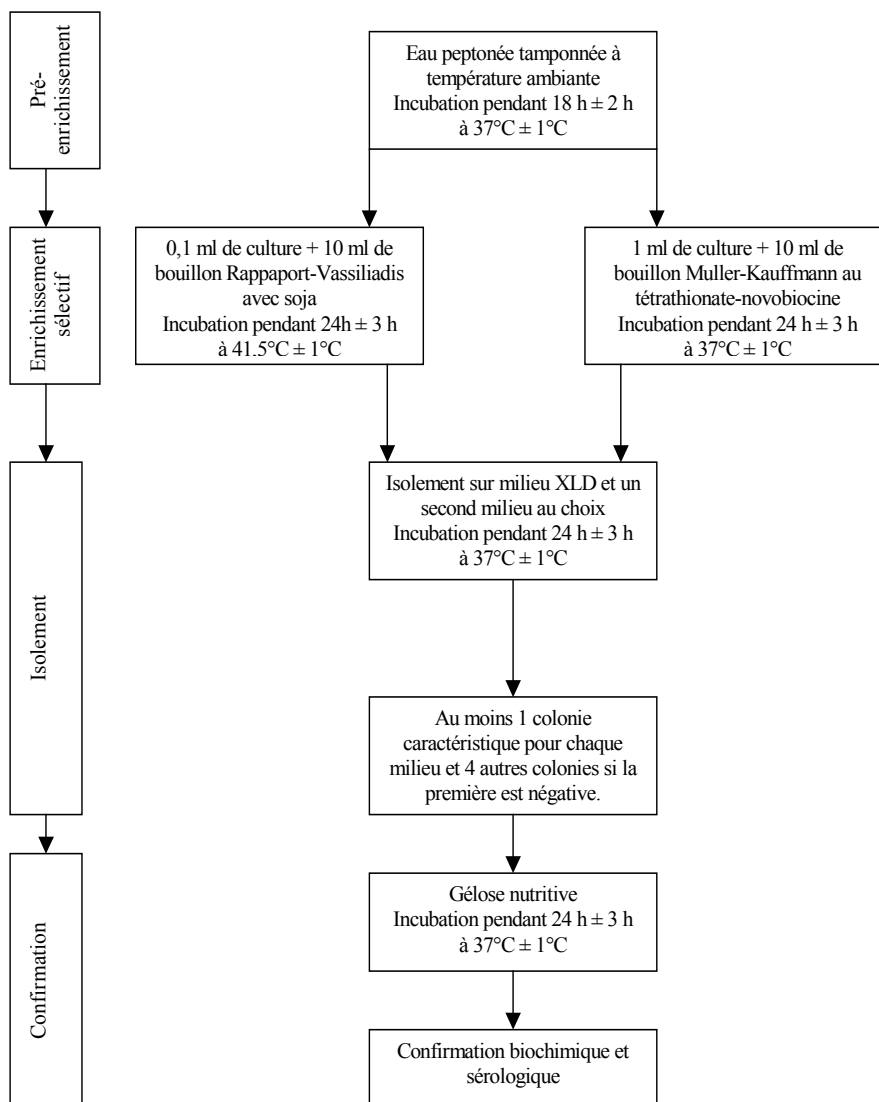 Pré-
enrichissement
Eau peptonée tamponnée à
température ambiante
Incubation pendant 18 h ± 2 h
à 37°C ± 1°C
Enrichissement
sélectif
0,1 ml de culture + 10 ml de
bouillon Rappaport-Vassiliadis
avec soja
Incubation pendant 24h ± 3 h
à 41.5°C ± 1°C
1 ml de culture + 10 ml de
bouillon Muller-Kauffmann au
tétrathionate-novobiocine
Incubation pendant 24 h ± 3 h
à 37°C ± 1°C
Isolement
Isolement sur milieu XLD et un
second milieu au choix
Incubation pendant 24 h ± 3 h
à 37°C ± 1°C
Au moins 1 colonie
caractéristique pour chaque
milieu et 4 autres colonies si la
première est négative.
Confirmation
Gélose nutritive
Incubation pendant 24 h ± 3 h
à 37°C ± 1°C
Confirmation biochimique et
sérologique